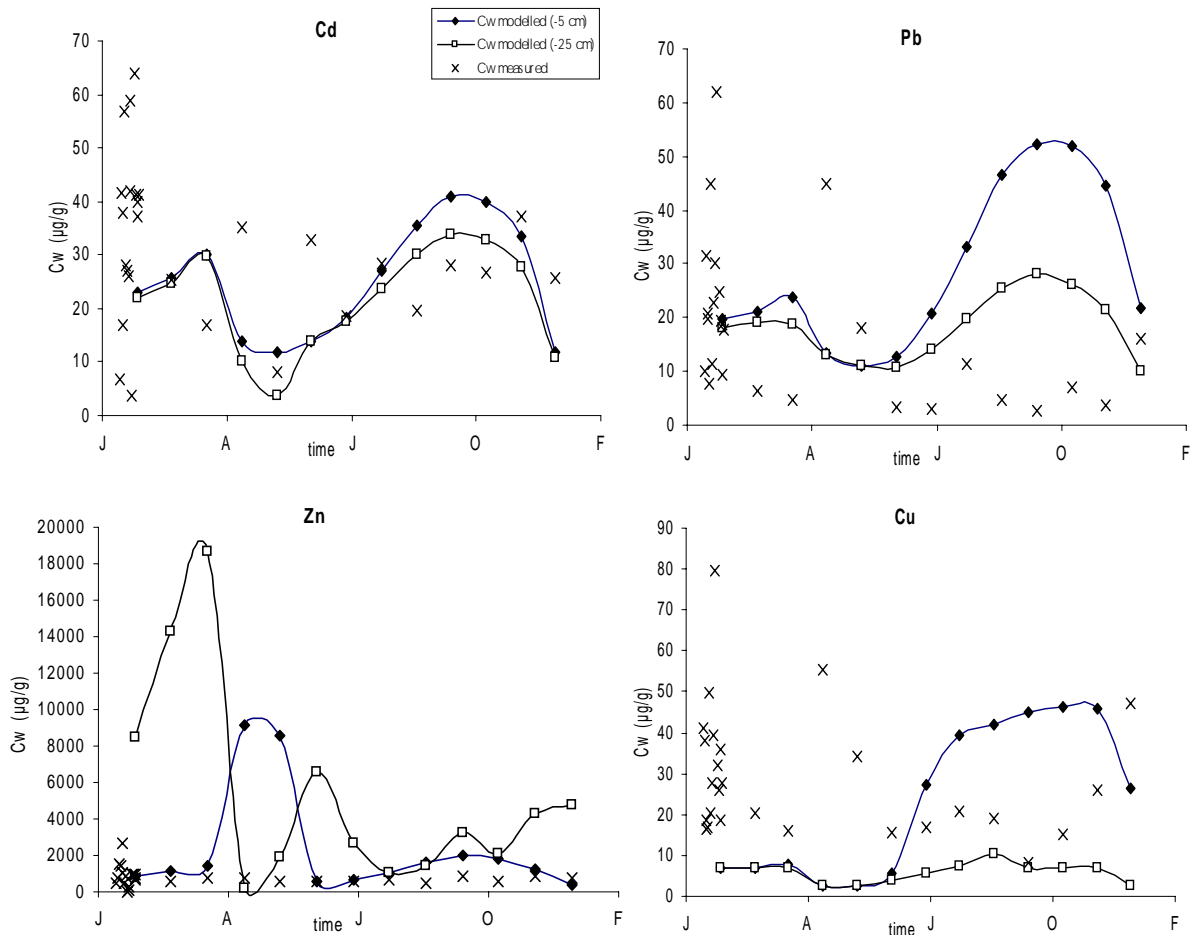 Cd
Cw modelled (-5 cm)
Cw modelled (-25 cm)
Cw measured
70
60
50
40
30
20
10
0
Cw (µg/g)
J
A
J
O
F
time
Pb
70
60
50
40
30
20
10
0
Cw (µg/g)
J
A
J
O
F
time
Zn
20000
18000
16000
14000
12000
10000
8000
6000
4000
2000
0
Cw (µg/g)
J
A
J
O
F
time
Cu
90
80
70
60
50
40
30
20
10
0
Cw (µg/g)
J
A
J
O
F
time